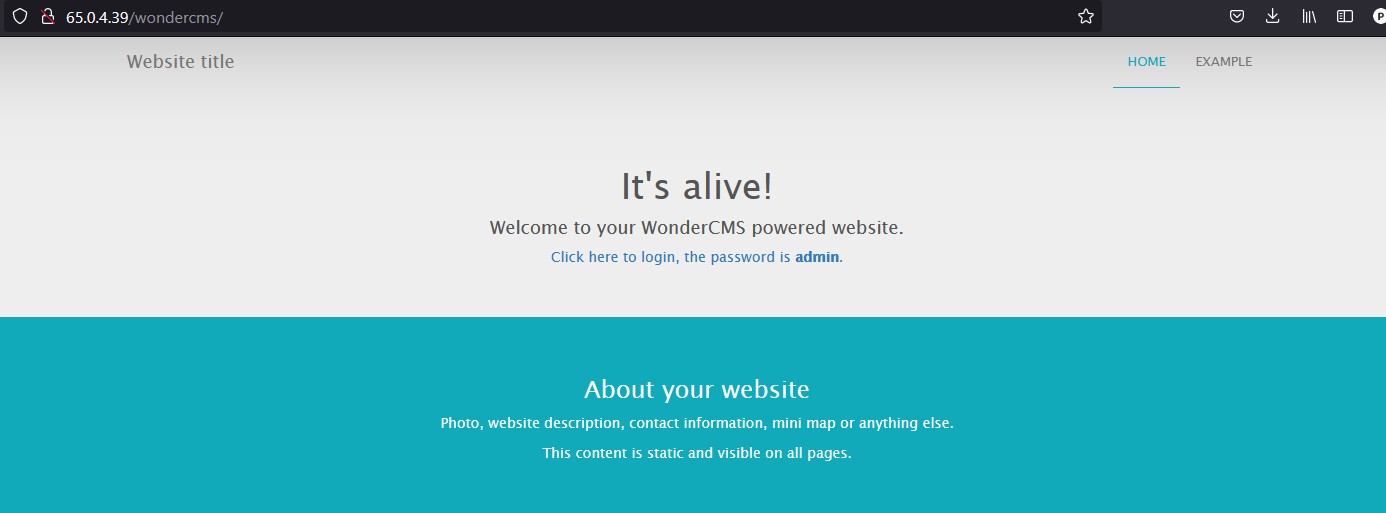 65.0.4.39/wondercms/
P
Website title
HOME EXAMPLE
It's alive!
Welcome to your WonderCMS powered website.
Click here to login, the password is admin.
About your website
Photo, website description, contact information, mini map or anything else.
This content is static and visible on all pages.